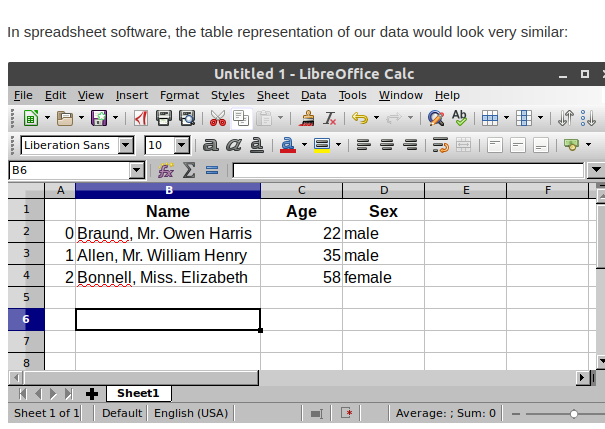 In spreadsheet software, the table representation of our data would look very similar:
Untitled 1 - LibreOffice Calc
File Edit View Insert Format Styles Sheet Data Tools Window Help
Liberation Sans 10 a a a a
B6 fx Σ =
A B C D E F
1 Name Age Sex
2 0 Braund, Mr. Owen Harris 22 male
3 1 Allen, Mr. William Henry 35 male
4 2 Bonnell, Miss. Elizabeth 58 female
5
6
7
8
Sheet1
Sheet 1 of 1 Default English (USA) Average: ; Sum: 0